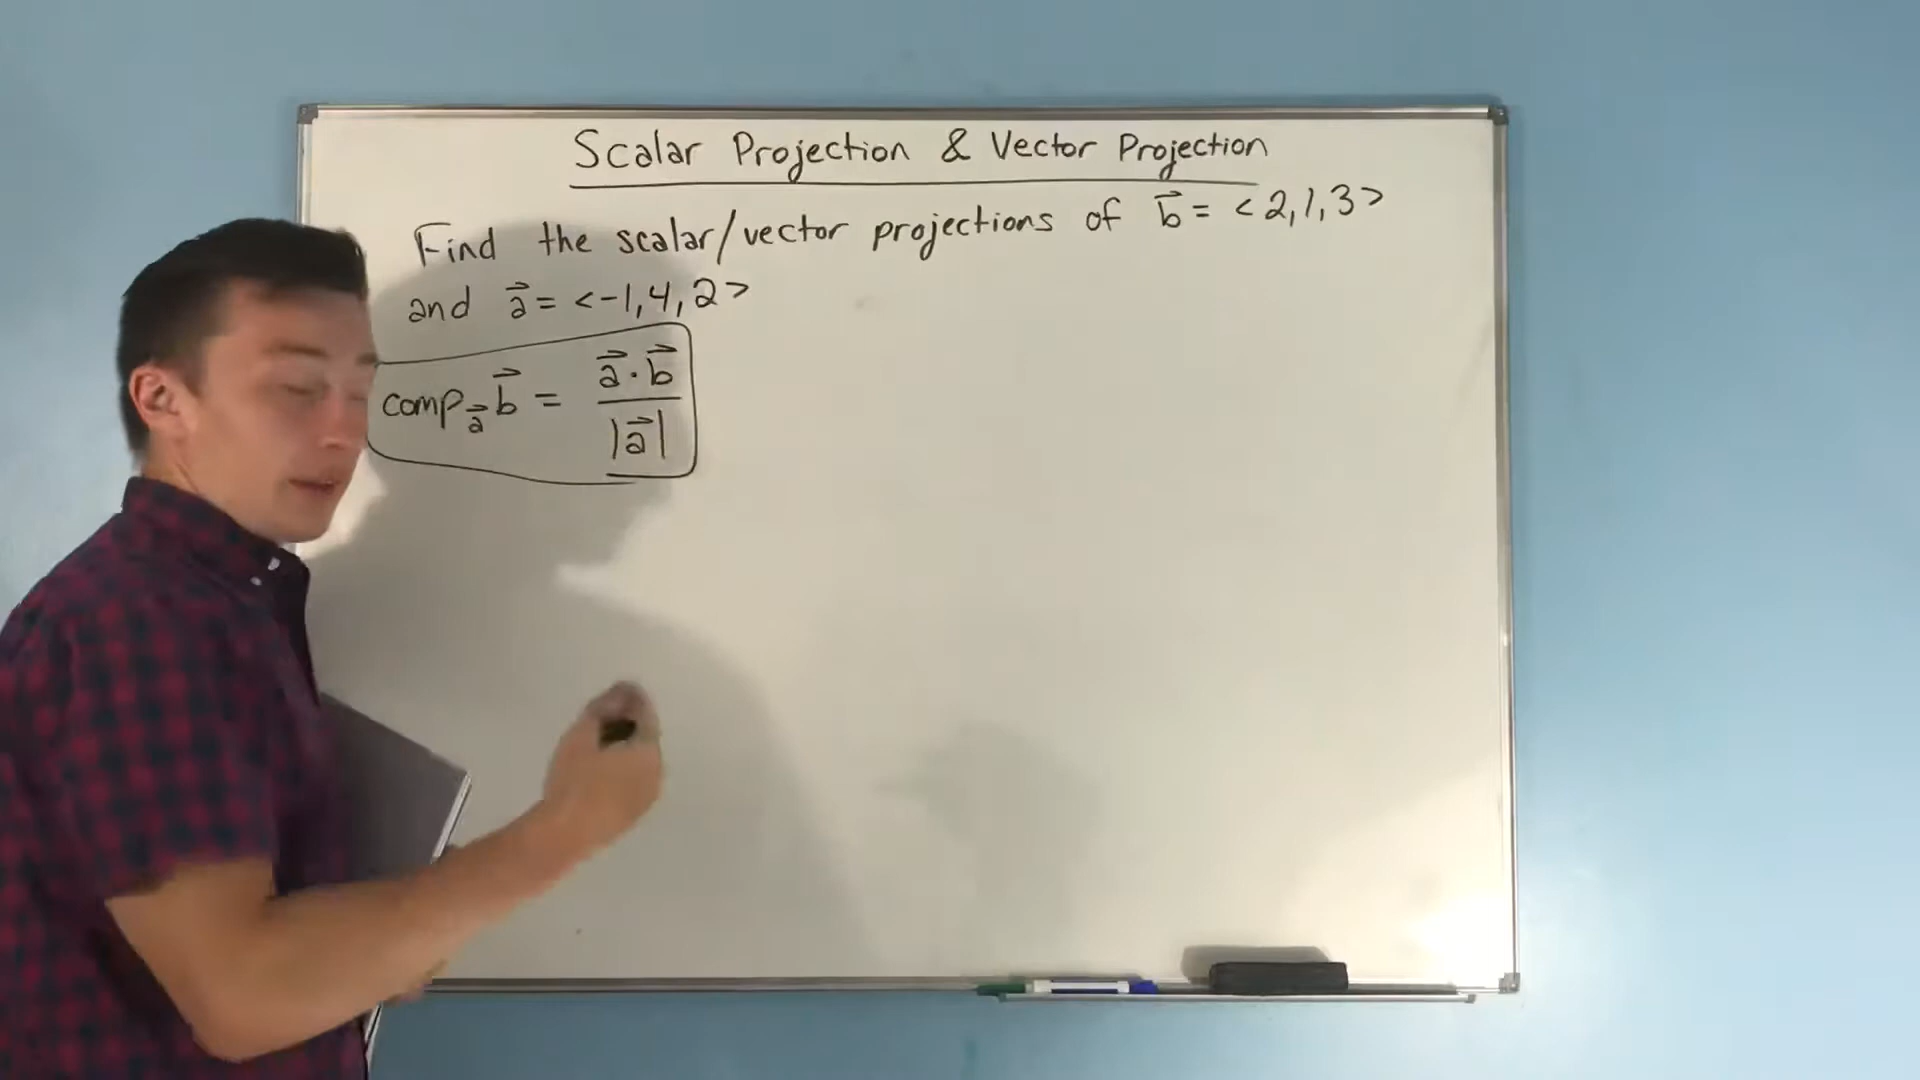 Scalar Projection & Vector Projection
Find the scalar/vector projections of b⃗ = <2,1,3>
and a⃗ = <-1,4,2>
comp_a⃗ b⃗ = a⃗·b⃗ / |a⃗|